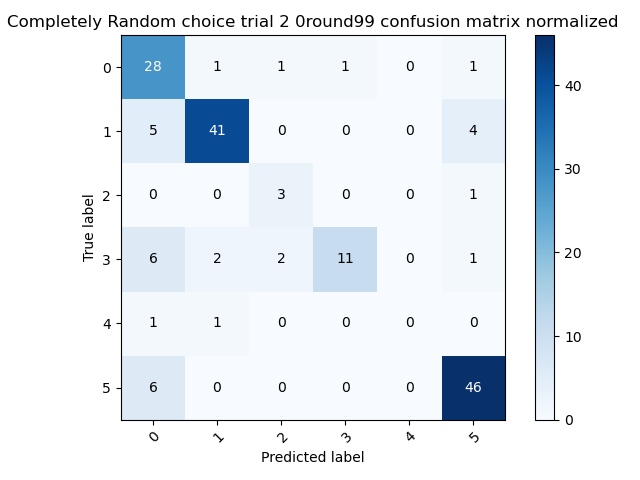 Completely Random choice trial 2 0round99 confusion matrix normalized
0 28 1 1 1 0 1
1 5 41 0 0 0 4
2 0 0 3 0 0 1
3 6 2 2 11 0 1
4 1 1 0 0 0 0
5 6 0 0 0 0 46
0 1 2 3 4 5
True label
Predicted label
40
30
20
10
0